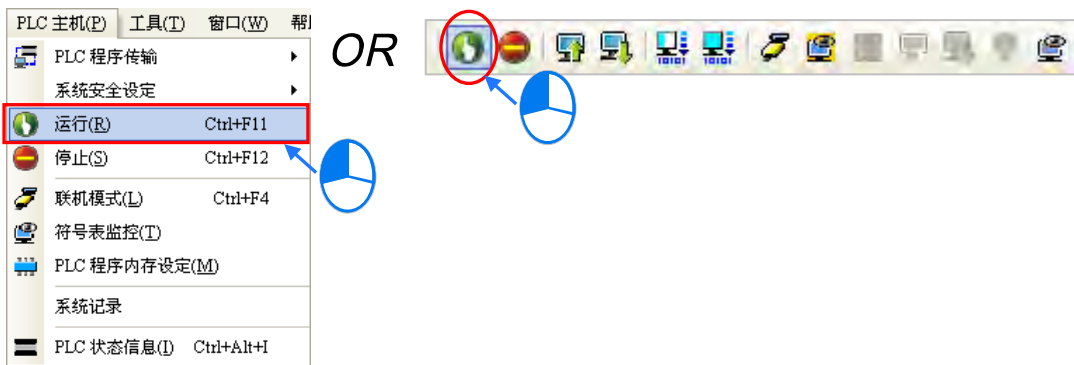 PLC 主机(P) 工具(T) 窗口(W)
PLC 程序传输
系统安全设定
运行(R) Ctrl+F11
停止(S) Ctrl+F12
联机模式(L) Ctrl+F4
符号表监控(T)
PLC 程序内存设定(M)
系统记录
PLC 状态信息(I) Ctrl+Alt+I
OR